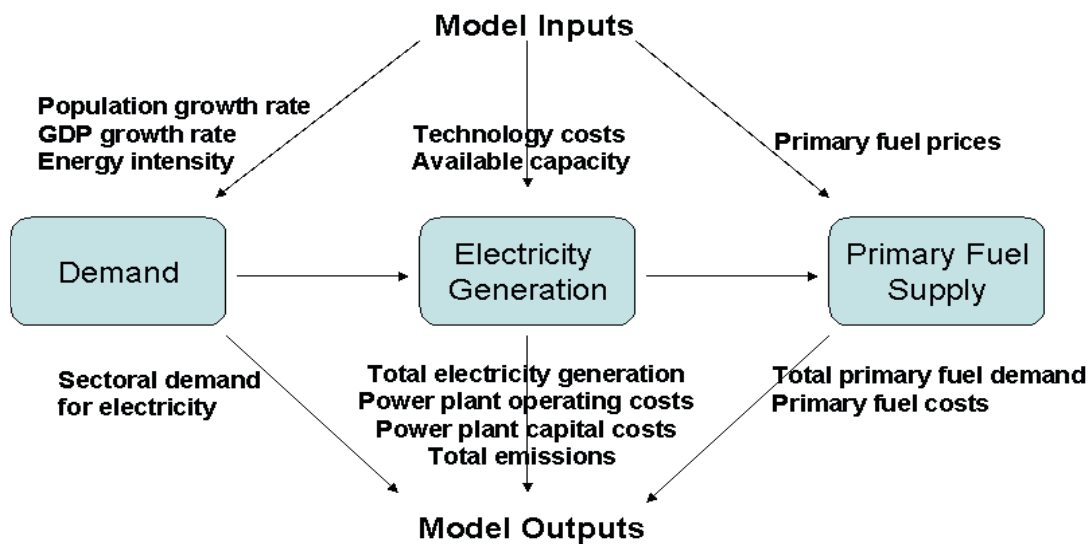 Model Inputs
Population growth rate
GDP growth rate
Energy intensity
Technology costs
Available capacity
Primary fuel prices
Demand
Electricity
Generation
Primary Fuel
Supply
Sectoral demand
for electricity
Total electricity generation
Power plant operating costs
Power plant capital costs
Total emissions
Total primary fuel demand
Primary fuel costs
Model Outputs